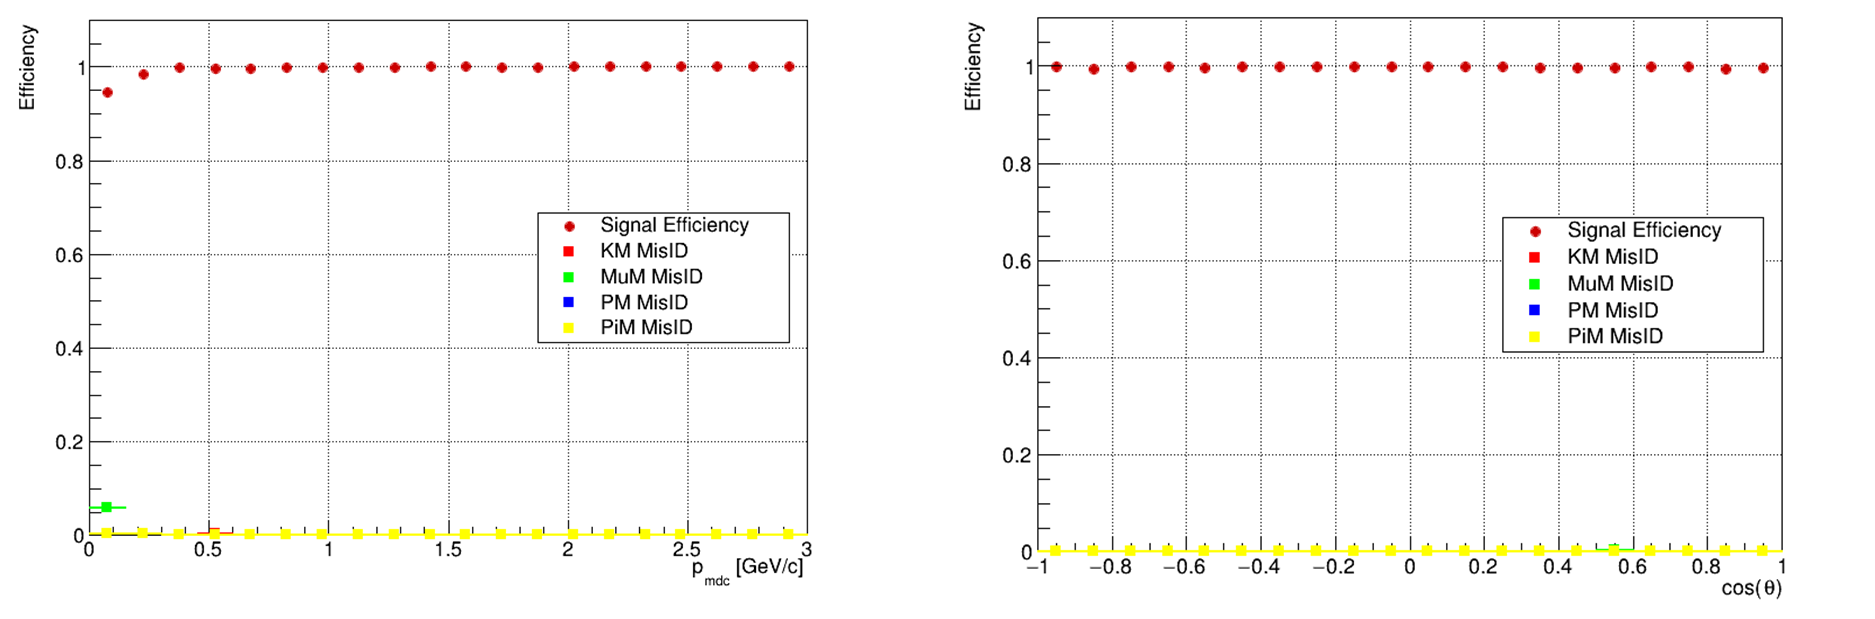 Efficiency
1
0.8
0.6
0.4
0.2
0
Signal Efficiency
KM MisID
MuM MisID
PM MisID
PiM MisID
0 0.5 1 1.5 2 2.5 3
p_mdc [GeV/c]
Efficiency
1
0.8
0.6
0.4
0.2
0
Signal Efficiency
KM MisID
MuM MisID
PM MisID
PiM MisID
−1 −0.8 −0.6 −0.4 −0.2 0 0.2 0.4 0.6 0.8 1
cos(θ)